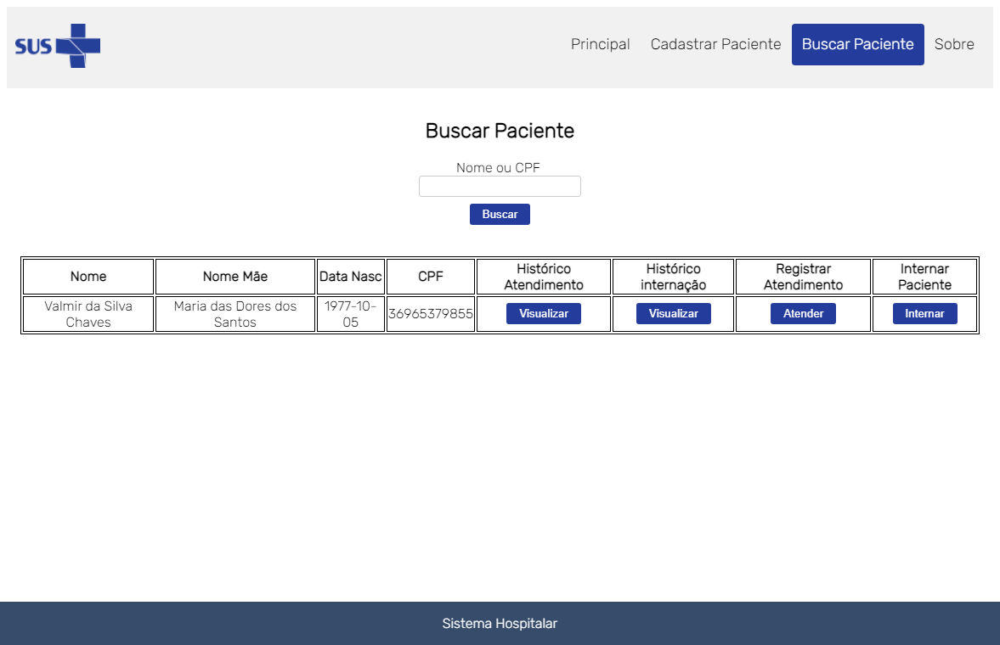 SUS
Principal Cadastrar Paciente Buscar Paciente Sobre
Buscar Paciente
Nome ou CPF
Buscar
Nome Nome Mãe Data Nasc CPF Histórico Atendimento Histórico internação Registrar Atendimento Internar Paciente
Valmir da Silva Chaves Maria das Dores dos Santos 1977-10-05 36965379855 Visualizar Visualizar Atender Internar
Sistema Hospitalar